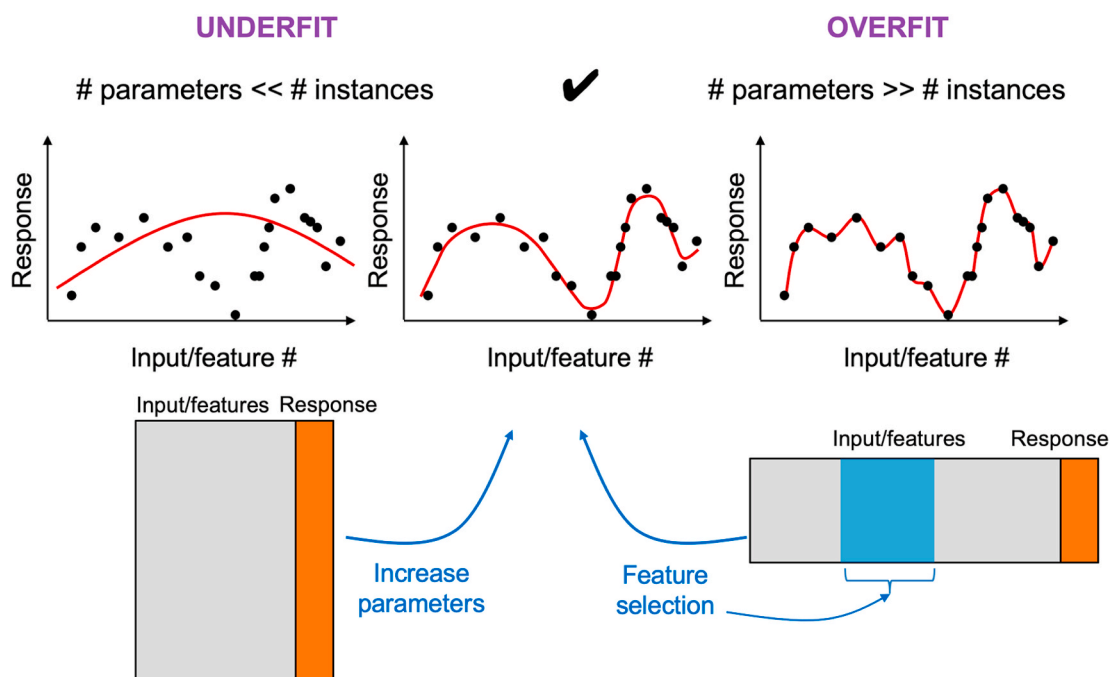 UNDERFIT
OVERFIT
# parameters << # instances
✔
# parameters >> # instances
Response
Input/feature #
Response
Input/feature #
Response
Input/feature #
Input/features
Response
Input/features
Response
Increase
parameters
Feature
selection